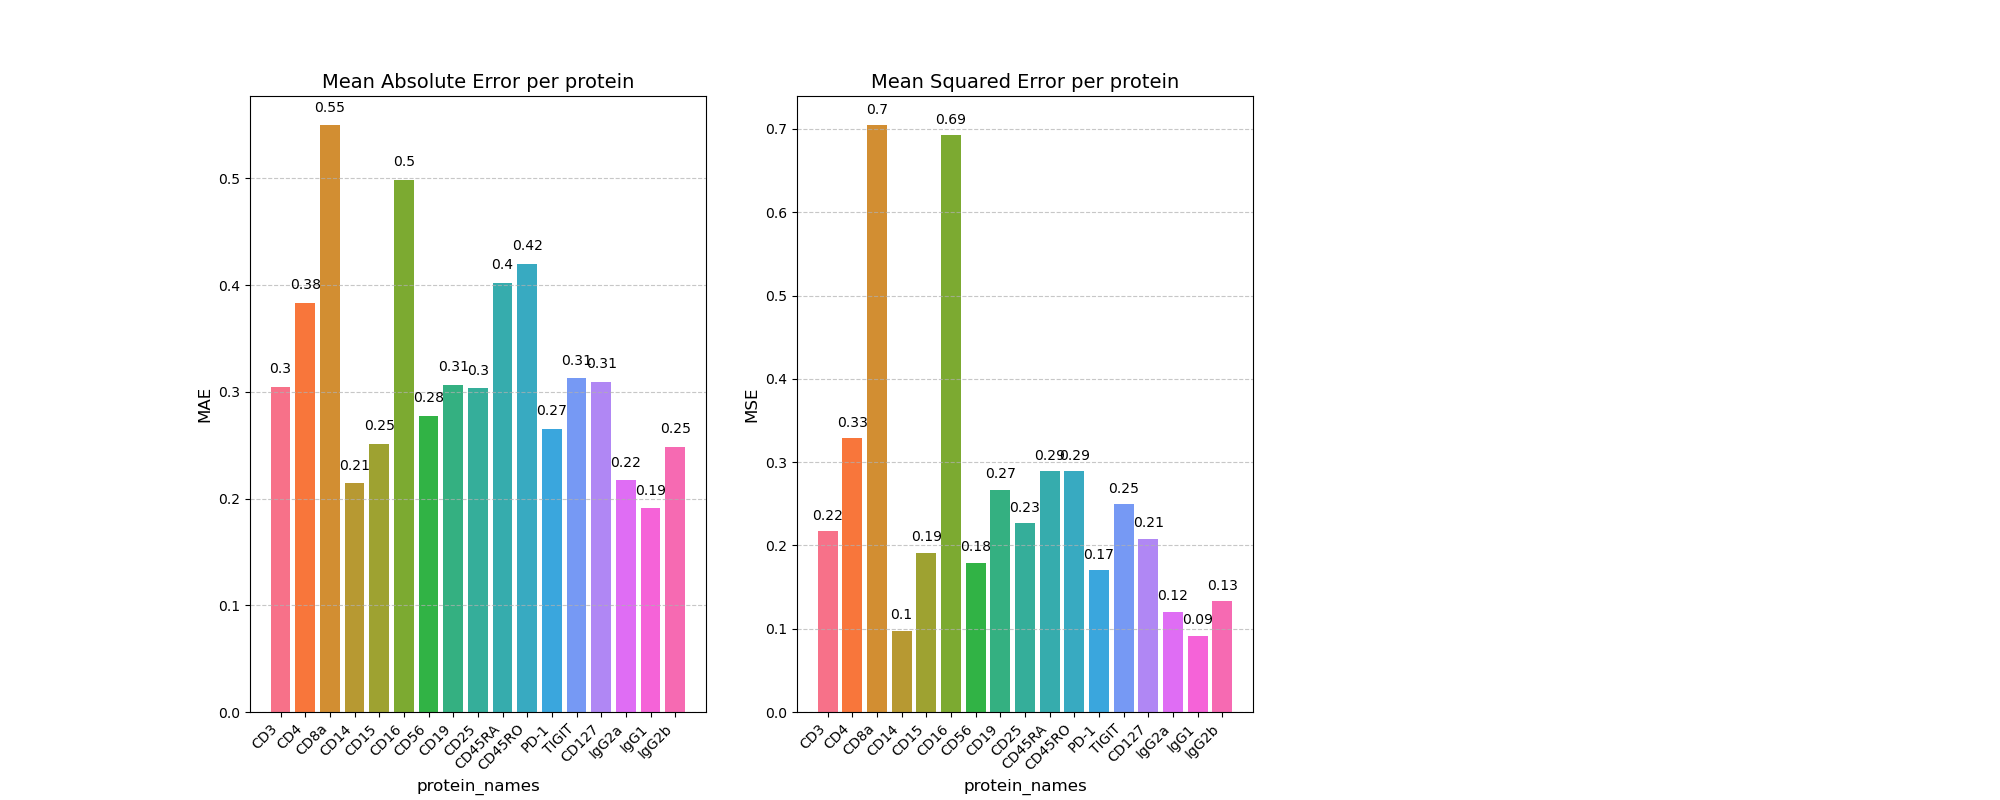 Mean Absolute Error per protein
MAE
0.0
0.1
0.2
0.3
0.4
0.5
0.3
0.38
0.55
0.21
0.25
0.5
0.28
0.31
0.3
0.4
0.42
0.27
0.31
0.31
0.22
0.19
0.25
CD3
CD4
CD8a
CD14
CD15
CD16
CD56
CD19
CD25
CD45RA
CD45RO
PD-1
TIGIT
CD127
IgG2a
IgG1
IgG2b
protein_names
Mean Squared Error per protein
MSE
0.0
0.1
0.2
0.3
0.4
0.5
0.6
0.7
0.22
0.33
0.7
0.1
0.19
0.69
0.18
0.27
0.23
0.29
0.29
0.17
0.25
0.21
0.12
0.09
0.13
CD3
CD4
CD8a
CD14
CD15
CD16
CD56
CD19
CD25
CD45RA
CD45RO
PD-1
TIGIT
CD127
IgG2a
IgG1
IgG2b
protein_names